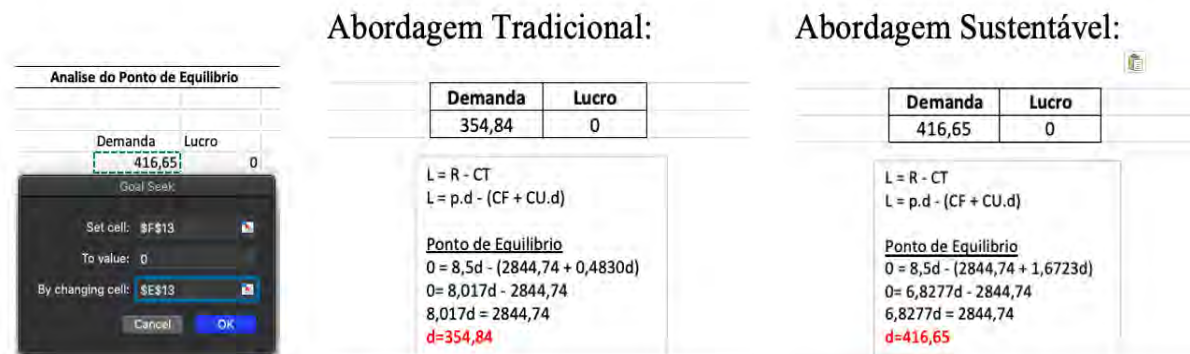 Abordagem Tradicional:
Abordagem Sustentável:
Analise do Ponto de Equilibrio
Demanda Lucro
416,65 0
Goal Seek
Set cell: $F$13
To value: 0
By changing cell: $E$13
Cancel OK
Demanda Lucro
354,84 0
L = R - CT
L = p.d - (CF + CU.d)
Ponto de Equilibrio
0 = 8,5d - (2844,74 + 0,4830d)
0= 8,017d - 2844,74
8,017d = 2844,74
d=354,84
Demanda Lucro
416,65 0
L = R - CT
L = p.d - (CF + CU.d)
Ponto de Equilibrio
0 = 8,5d - (2844,74 + 1,6723d)
0= 6,8277d - 2844,74
6,8277d = 2844,74
d=416,65